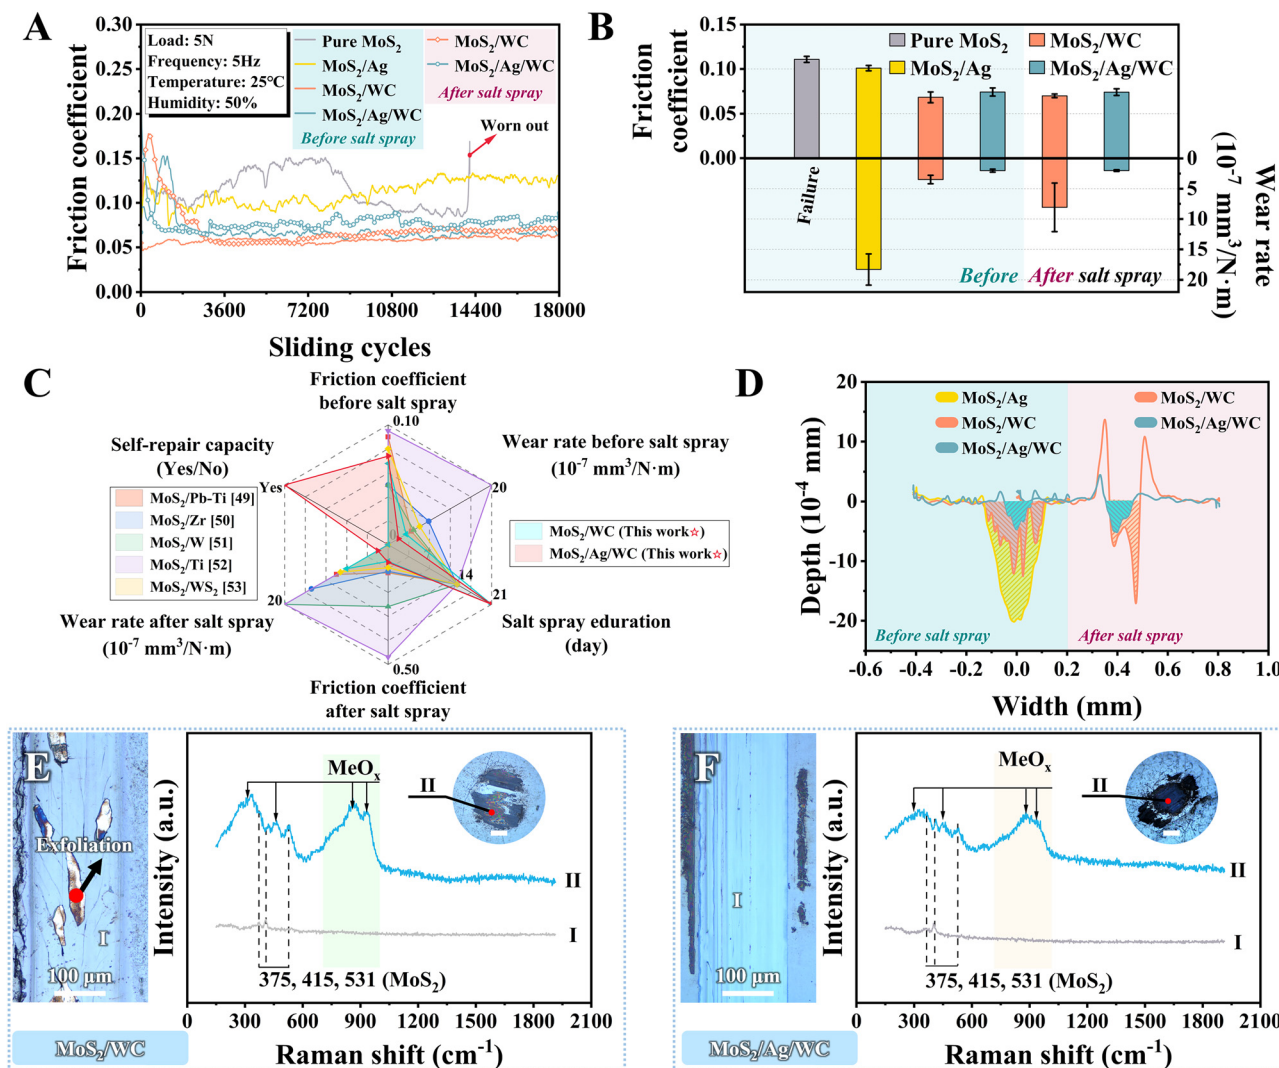 A
Friction coefficient
0.30
0.25
0.20
0.15
0.10
0.05
0.00
Load: 5N
Frequency: 5Hz
Temperature: 25℃
Humidity: 50%
Pure MoS₂
MoS₂/Ag
MoS₂/WC
MoS₂/Ag/WC
Before salt spray
MoS₂/WC
MoS₂/Ag/WC
After salt spray
Worn out
0 3600 7200 10800 14400 18000
Sliding cycles
B
Friction
coefficient
0.15
0.10
0.05
0.00
Pure MoS₂
MoS₂/WC
MoS₂/Ag
MoS₂/Ag/WC
Failure
Before
After salt spray
0
5
10
15
20
Wear rate
(10⁻⁷ mm³/N·m)
C
Friction coefficient
before salt spray
0.10
Self-repair capacity
(Yes/No)
Wear rate before salt spray
(10⁻⁷ mm³/N·m)
Yes
20
MoS₂/Pb-Ti [49]
MoS₂/Zr [50]
MoS₂/W [51]
MoS₂/Ti [52]
MoS₂/WS₂ [53]
0
MoS₂/WC (This work☆)
MoS₂/Ag/WC (This work☆)
14
20
21
Wear rate after salt spray
(10⁻⁷ mm³/N·m)
Salt spray eduration
(day)
0.50
Friction coefficient
after salt spray
D
Depth (10⁻⁴ mm)
20
10
0
-10
-20
MoS₂/Ag
MoS₂/WC
MoS₂/Ag/WC
MoS₂/WC
MoS₂/Ag/WC
Before salt spray
After salt spray
-0.6 -0.4 -0.2 0.0 0.2 0.4 0.6 0.8 1.0
Width (mm)
E
Exfoliation
I
100 μm
MoS₂/WC
Intensity (a.u.)
MeOₓ
II
II
I
375, 415, 531 (MoS₂)
0 300 600 900 1200 1500 1800 2100
Raman shift (cm⁻¹)
F
I
100 μm
MoS₂/Ag/WC
Intensity (a.u.)
MeOₓ
II
II
I
375, 415, 531 (MoS₂)
0 300 600 900 1200 1500 1800 2100
Raman shift (cm⁻¹)